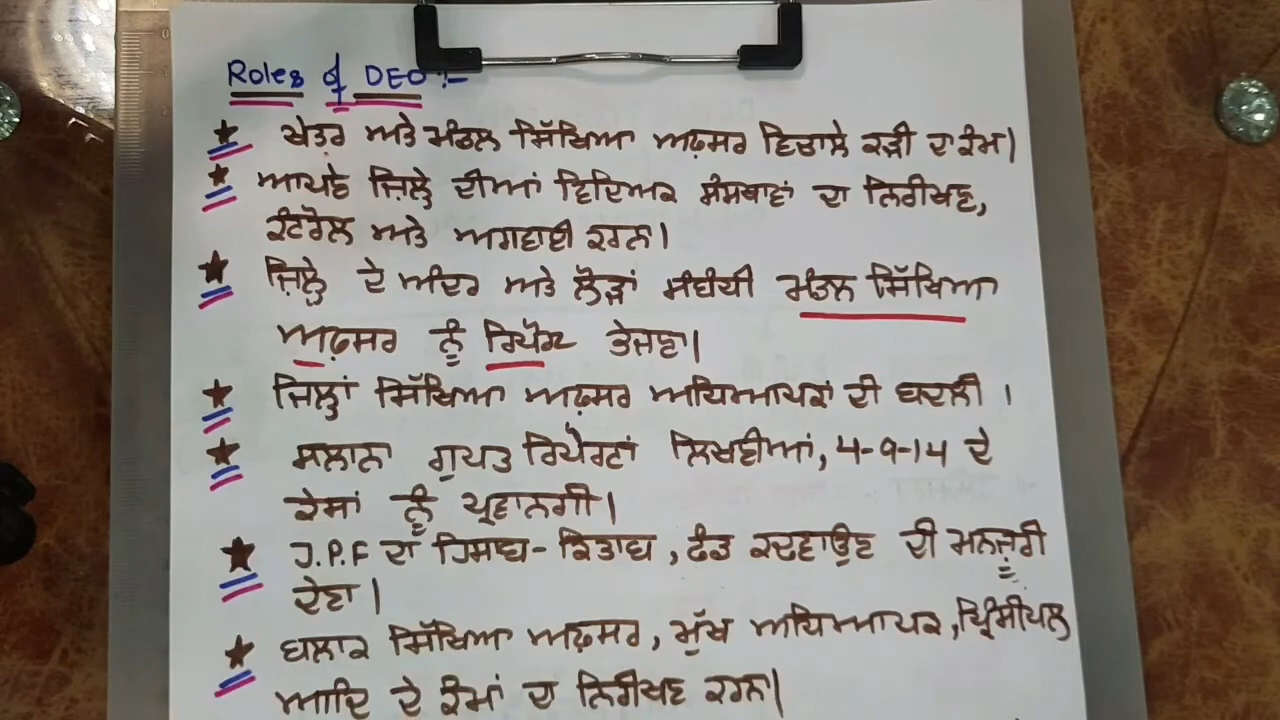 Roles of DEO :-
★ ਖੇਤਰ ਅਤੇ ਮੰਡਲ ਸਿੱਖਿਆ ਅਫ਼ਸਰ ਵਿਚਾਲੇ ਕੜੀ ਦਾ ਕੰਮ।
★ ਆਪਣੇ ਜ਼ਿਲ੍ਹੇ ਦੀਆਂ ਵਿਦਿਅਕ ਸੰਸਥਾਵਾਂ ਦਾ ਨਿਰੀਖਣ,
ਕੰਟਰੋਲ ਅਤੇ ਅਗਵਾਈ ਕਰਨ।
★ ਜ਼ਿਲ੍ਹੇ ਦੇ ਅੰਦਰ ਅਤੇ ਲੋੜਾਂ ਸੰਬੰਧੀ ਮੰਡਲ ਸਿੱਖਿਆ
ਅਫ਼ਸਰ ਨੂੰ ਰਿਪੋਰਟ ਭੇਜਣਾ।
★ ਜਿਲ੍ਹਾਂ ਸਿੱਖਿਆ ਅਫ਼ਸਰ ਅਧਿਆਪਕਾਂ ਦੀ ਬਦਲੀ ।
★ ਸਲਾਨਾ ਗੁਪਤ ਰਿਪੋਰਟਾਂ ਲਿਖਣੀਆਂ, 4-9-14 ਦੇ
ਕੇਸਾਂ ਨੂੰ ਪ੍ਰਵਾਨਗੀ।
★ J.P.F ਦਾ ਹਿਸਾਬ-ਕਿਤਾਬ, ਫੰਡ ਕਢਵਾਉਣ ਦੀ ਮਨਜ਼ੂਰੀ
ਦੇਣਾ।
★ ਬਲਾਕ ਸਿੱਖਿਆ ਅਫ਼ਸਰ, ਮੁੱਖ ਅਧਿਆਪਕ, ਪ੍ਰਿੰਸੀਪਲ
ਆਦਿ ਦੇ ਕੰਮਾਂ ਦਾ ਨਿਰੀਖਣ ਕਰਨਾ।